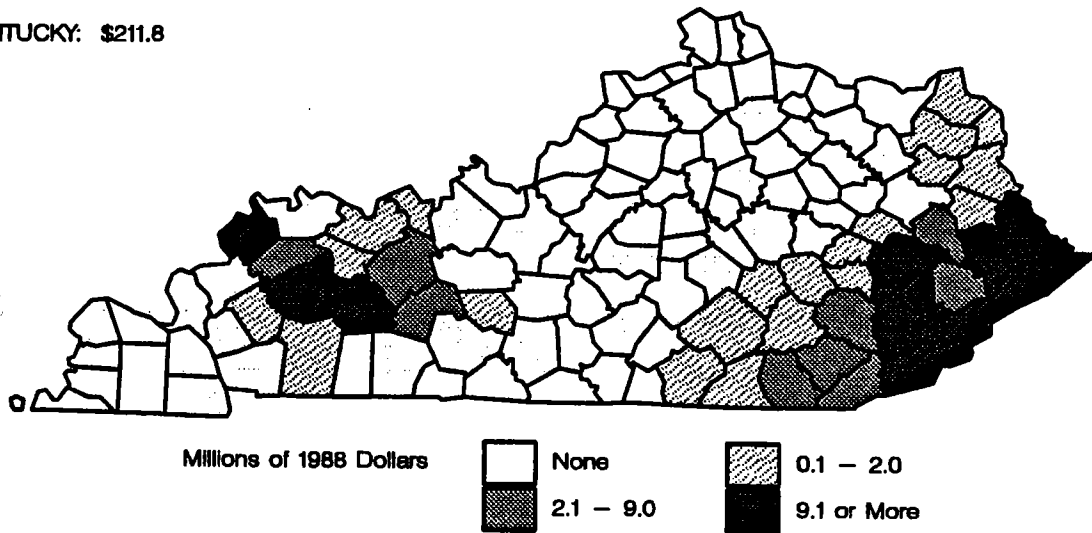 NTUCKY: $211.8
Millions of 1988 Dollars
None
0.1 – 2.0
2.1 – 9.0
9.1 or More